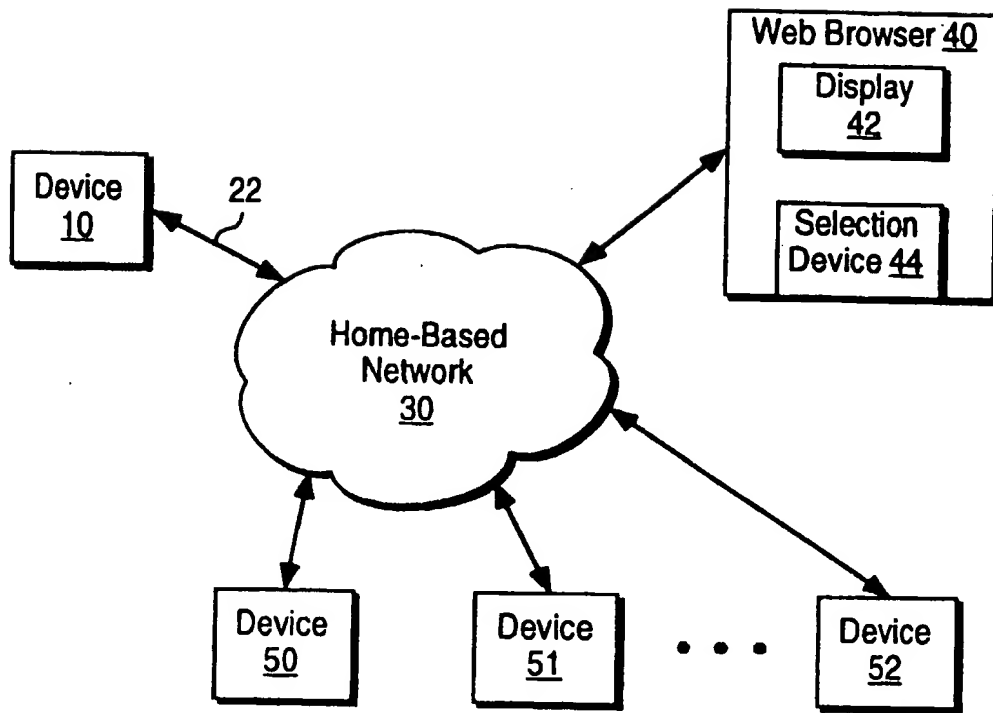 Web Browser 40
Display
42
Selection
Device 44
Device
10
22
Home-Based
Network
30
Device
50
Device
51
Device
52